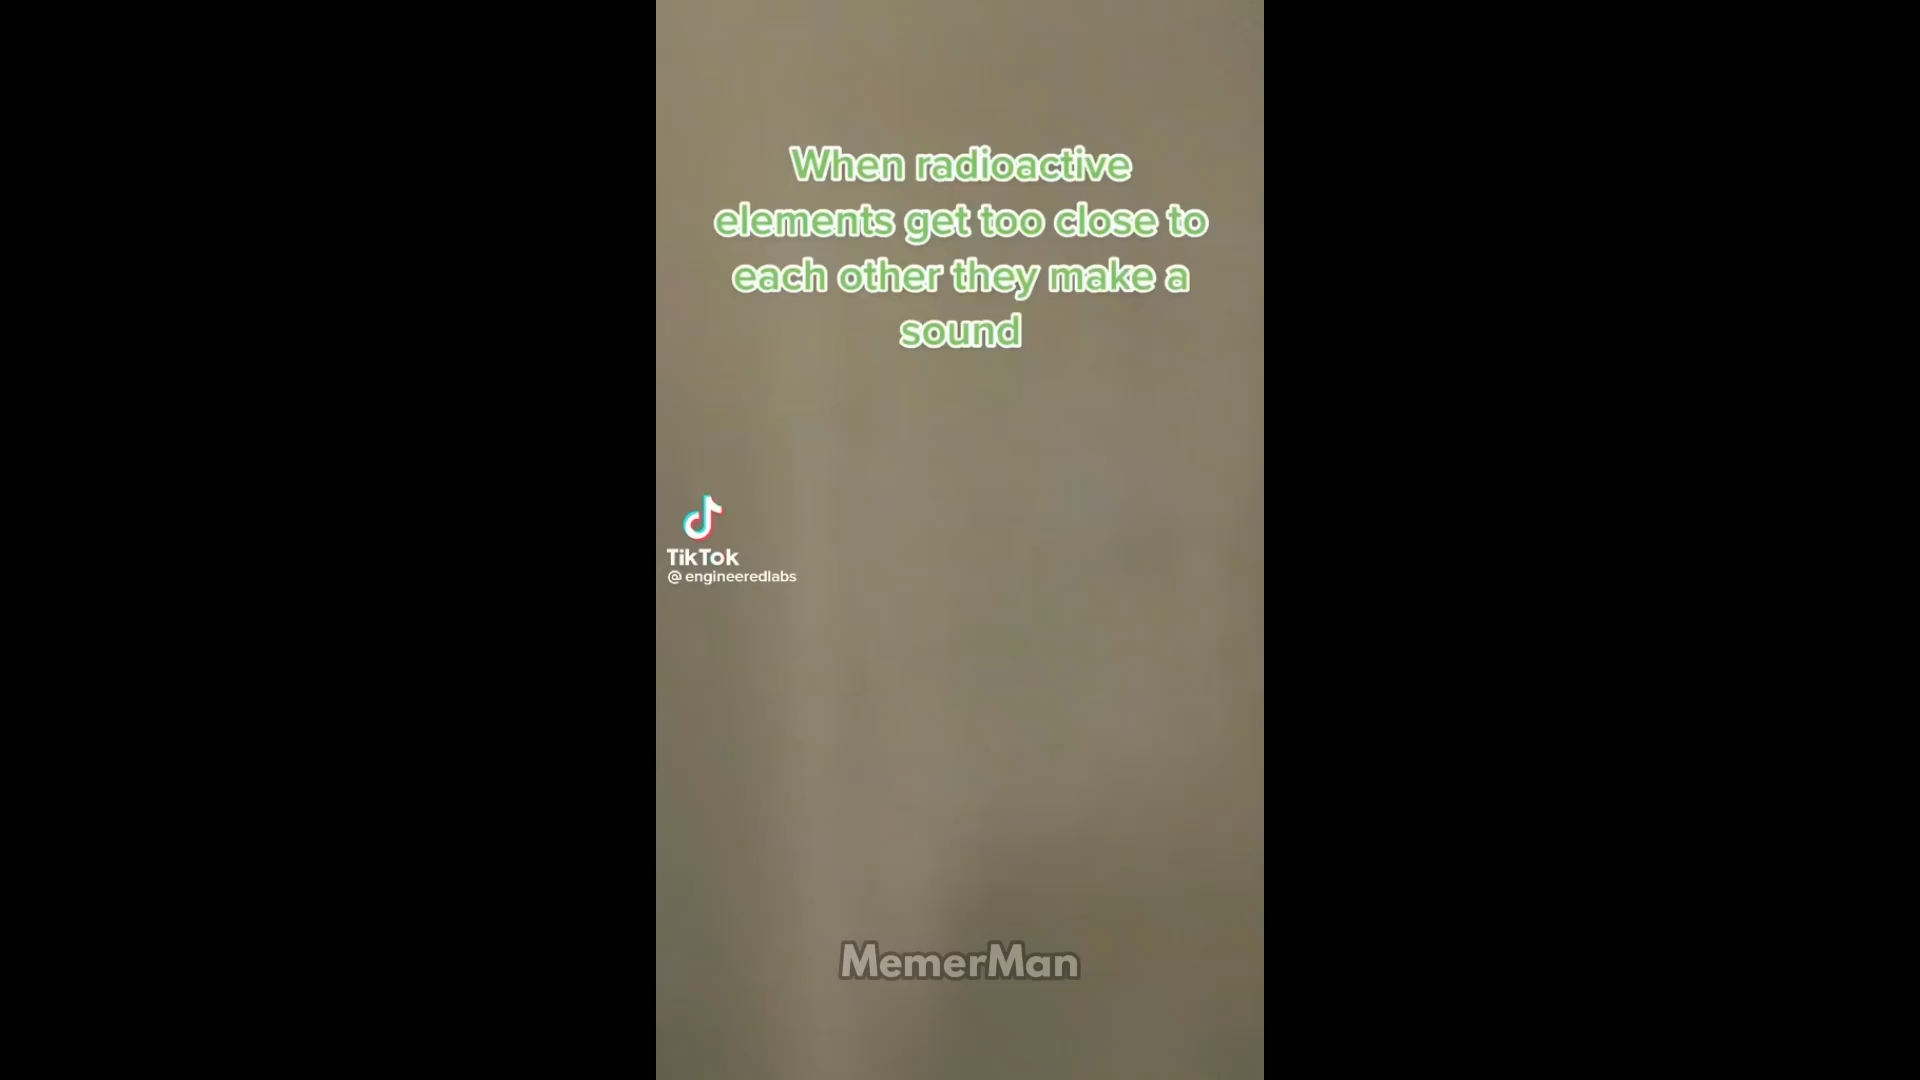 When radioactive
elements get too close to
each other they make a
sound
TikTok
@engineeredlabs
MemerMan